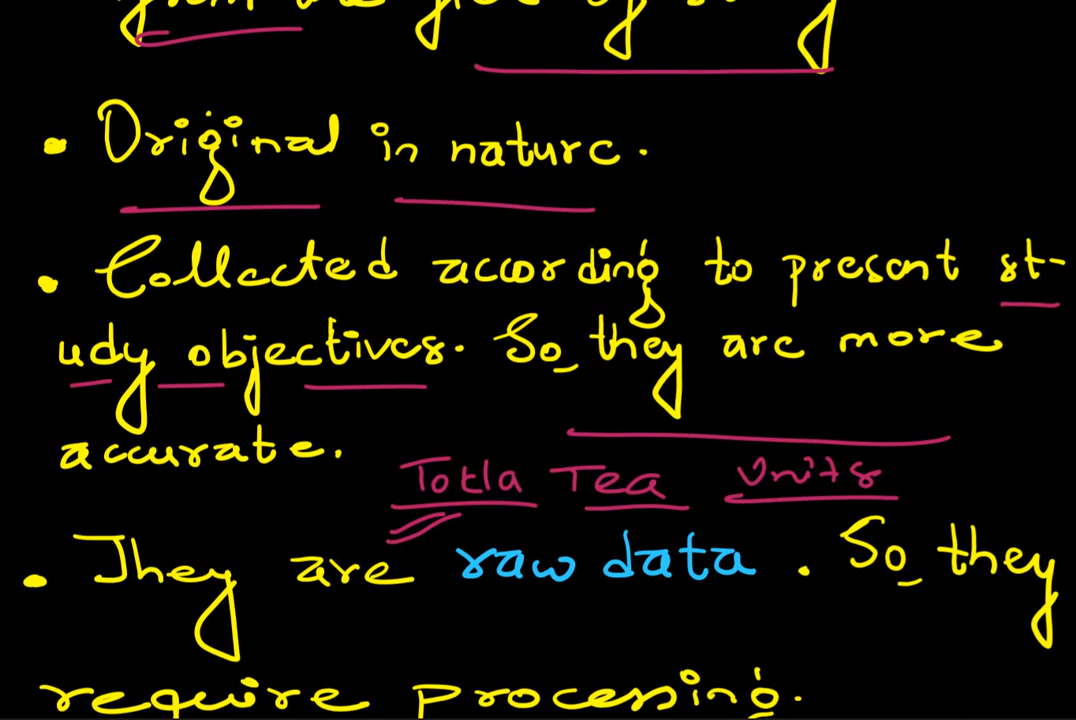 of
• Original in nature.
• Collected according to present st-
udy objectives. So they are more
accurate.
Totla Tea Units
• They are raw data. So they
require processing.